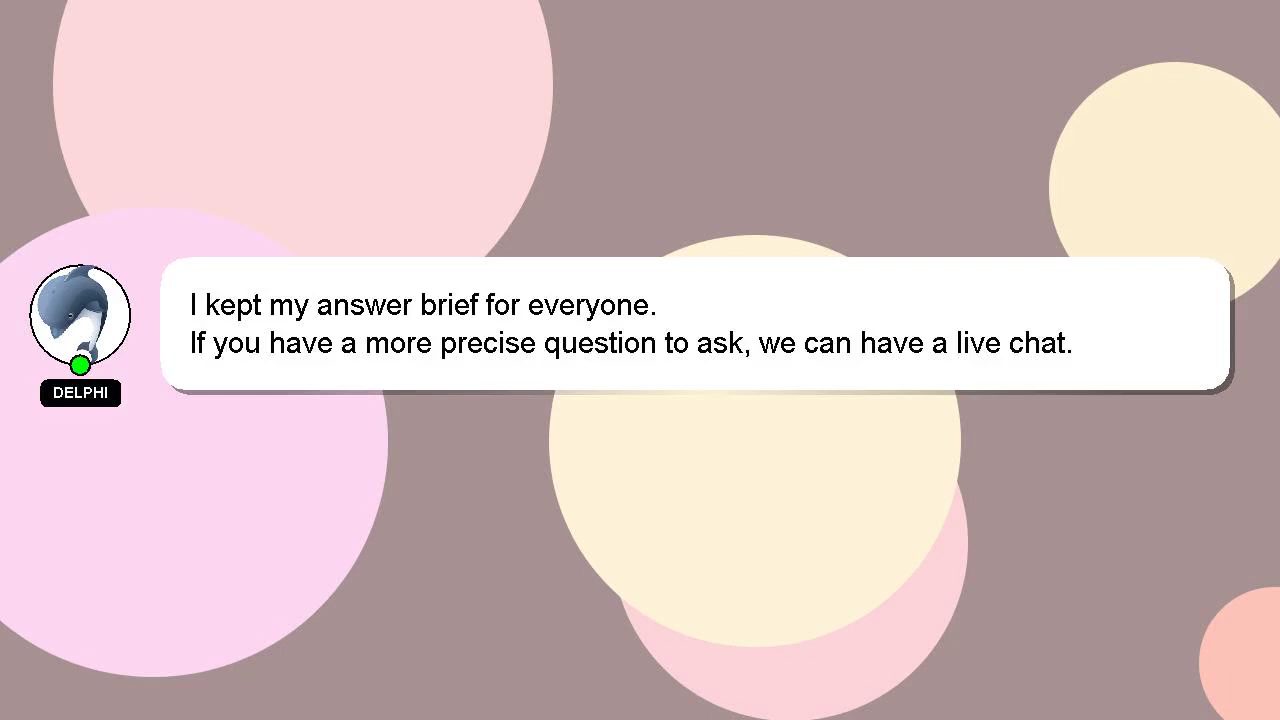 I kept my answer brief for everyone.
If you have a more precise question to ask, we can have a live chat.
DELPHI